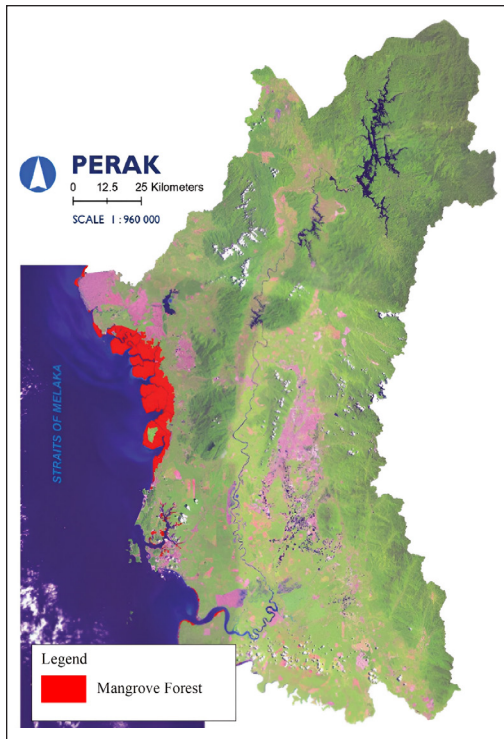 PERAK
0 12.5 25 Kilometers
SCALE 1 : 960 000
STRAITS OF MELAKA
Legend
Mangrove Forest